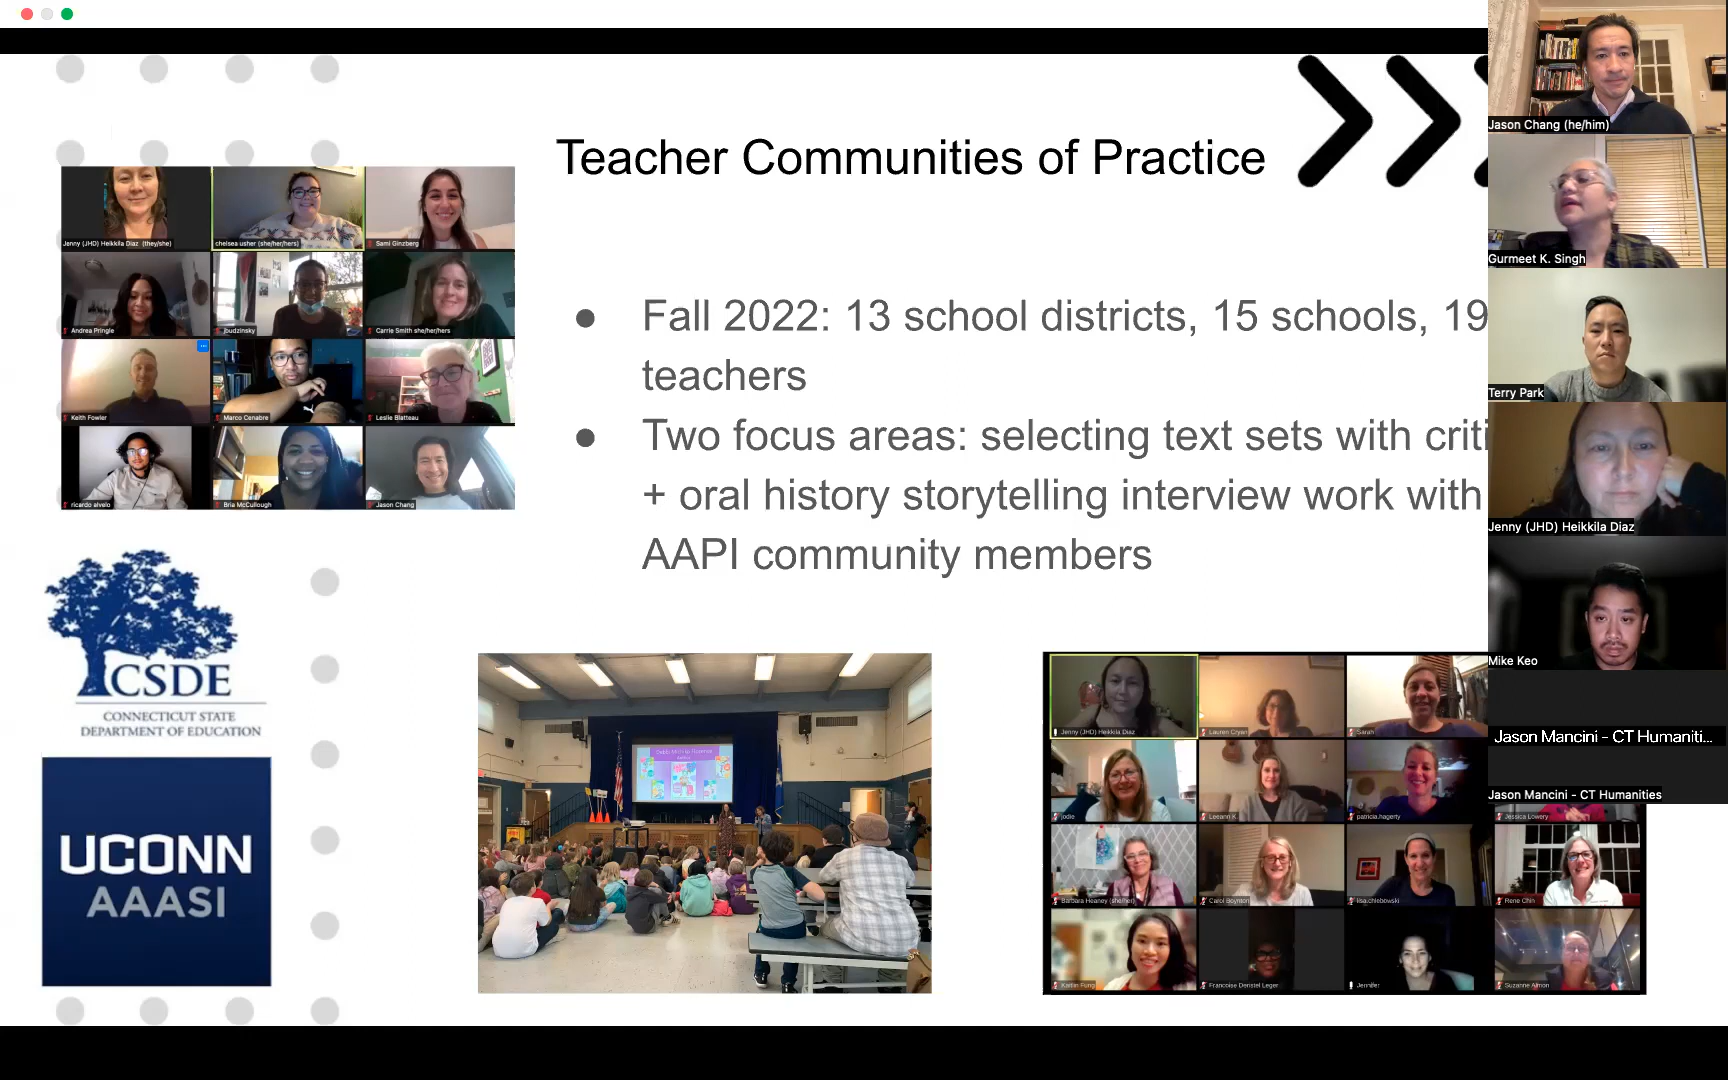 Teacher Communities of Practice
Fall 2022: 13 school districts, 15 schools, 19
teachers
Two focus areas: selecting text sets with criti
+ oral history storytelling interview work with
AAPI community members
Jenny (JHD) Heikkila Diaz (they/she)
chelsea usher (she/her/hers)
Sami Ginzberg
Andrea Pringle
jbudzinsky
Carrie Smith she/her/hers
Keith Fowler
Marco Cenabre
Leslie Blatteau
ricardo alvelo
Bria McCullough
Jason Chang
CSDE
CONNECTICUT STATE
DEPARTMENT OF EDUCATION
UCONN
AAASI
Jenny (JHD) Heikkila Diaz
Lauren Cryan
Sarah
jodie
Leeann K
patricia.hagerty
Jessica Lowery
Barbara Heaney (she/her)
Carol Boynton
lisa.chlebowski
Rene Chin
Kaitlin Fung
Francoise Deristel Leger
Jennifer
Suzanne Almon
Jason Chang (he/him)
Gurmeet K. Singh
Terry Park
Jenny (JHD) Heikkila Diaz
Mike Keo
Jason Mancini - CT Humaniti...
Jason Mancini - CT Humanities